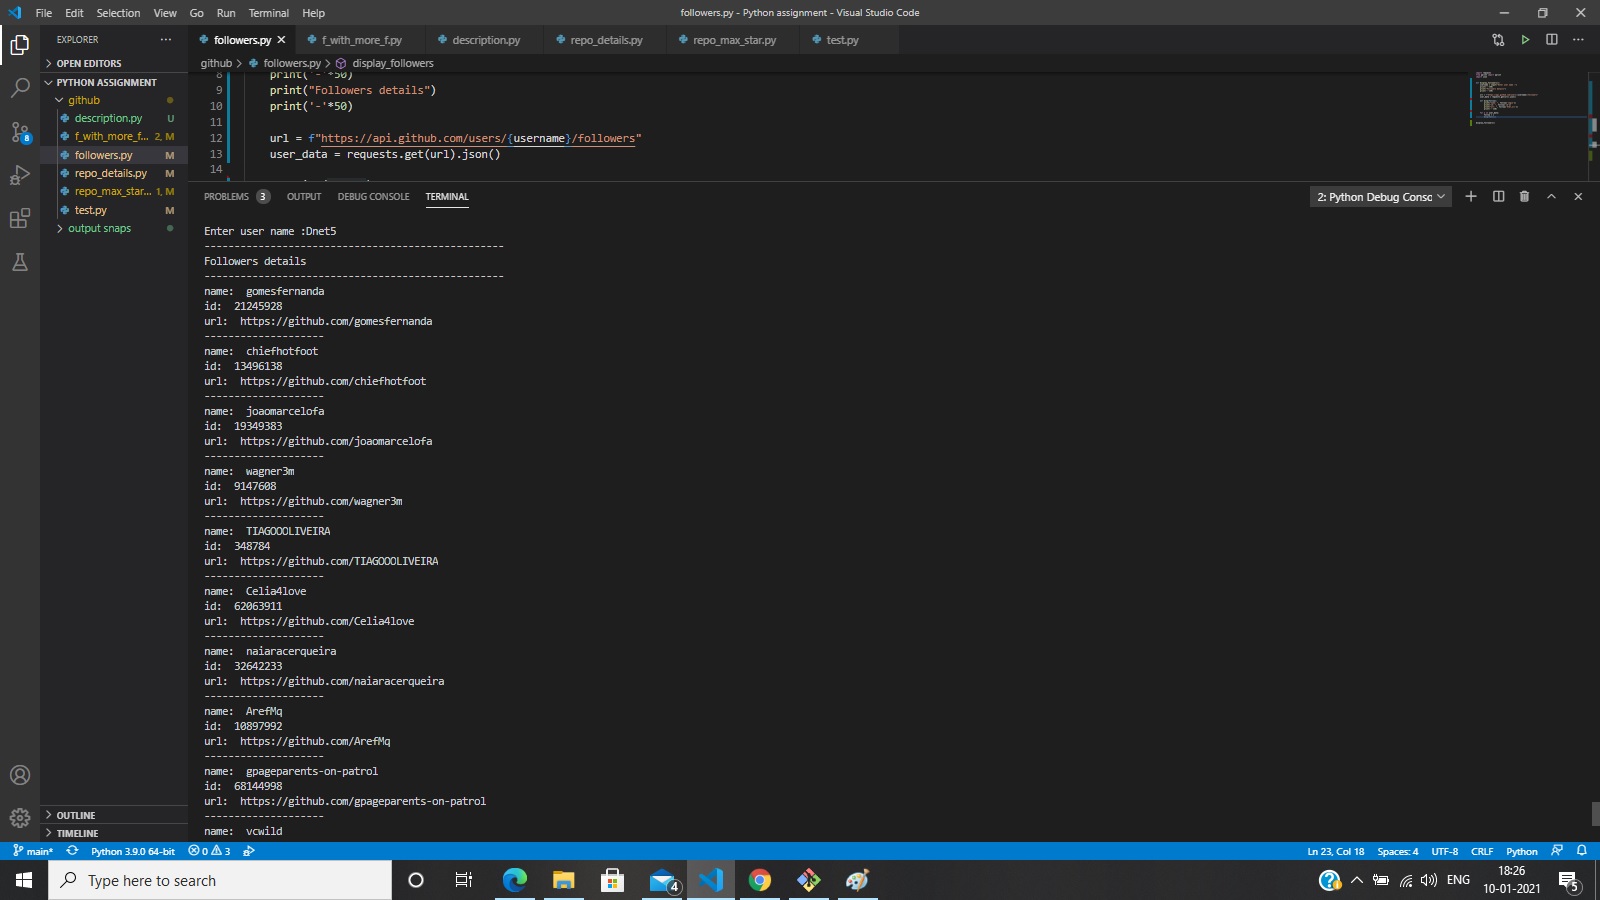 File Edit Selection View Go Run Terminal Help
followers.py - Python assignment - Visual Studio Code
EXPLORER
OPEN EDITORS
PYTHON ASSIGNMENT
github
description.py U
f_with_more_f... 2, M
followers.py M
repo_details.py M
repo_max_star... 1, M
test.py M
output snaps
OUTLINE
TIMELINE
8
followers.py f_with_more_f.py description.py repo_details.py repo_max_star.py test.py
github > followers.py > display_followers
8 print('-'*50)
9 print("Followers details")
10 print('-'*50)
11
12 url = f"https://api.github.com/users/{username}/followers"
13 user_data = requests.get(url).json()
14
PROBLEMS 3 OUTPUT DEBUG CONSOLE TERMINAL
2: Python Debug Consc
Enter user name :Dnet5
--------------------------------------------------
Followers details
--------------------------------------------------
name:  gomesfernanda
id:  21245928
url:  https://github.com/gomesfernanda
--------------------
name:  chiefhotfoot
id:  13496138
url:  https://github.com/chiefhotfoot
--------------------
name:  joaomarcelofa
id:  19349383
url:  https://github.com/joaomarcelofa
--------------------
name:  wagner3m
id:  9147608
url:  https://github.com/wagner3m
--------------------
name:  TIAGOOOLIVEIRA
id:  348784
url:  https://github.com/TIAGOOOLIVEIRA
--------------------
name:  Celia4love
id:  62063911
url:  https://github.com/Celia4love
--------------------
name:  naiaracerqueira
id:  32642233
url:  https://github.com/naiaracerqueira
--------------------
name:  ArefMq
id:  10897992
url:  https://github.com/ArefMq
--------------------
name:  gpageparents-on-patrol
id:  68144998
url:  https://github.com/gpageparents-on-patrol
--------------------
name:  vcwild
main* Python 3.9.0 64-bit 0 3
Ln 23, Col 18 Spaces: 4 UTF-8 CRLF Python
Type here to search
4
ENG
18:26
10-01-2021
5